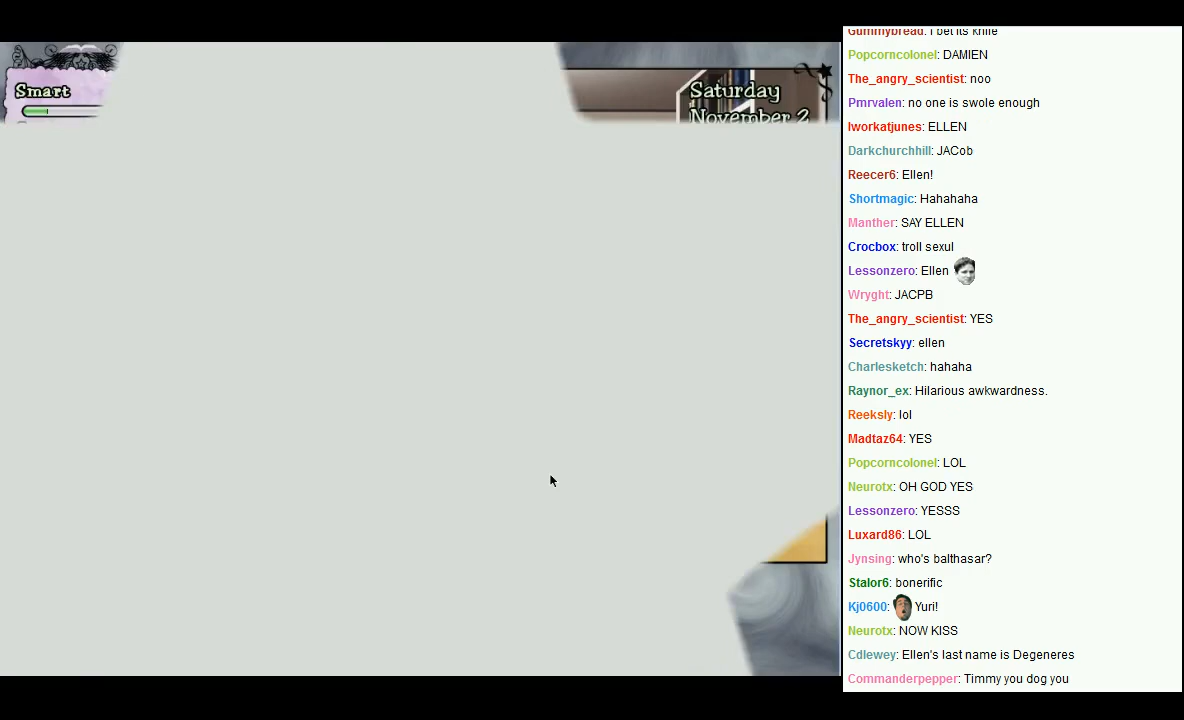 Smart
Saturday
November 2
Gummybread: I bet its knife
Popcorncolonel: DAMIEN
The_angry_scientist: noo
Pmrvalen: no one is swole enough
Iworkatjunes: ELLEN
Darkchurchhill: JACob
Reecer6: Ellen!
Shortmagic: Hahahaha
Manther: SAY ELLEN
Crocbox: troll sexul
Lessonzero: Ellen
Wryght: JACPB
The_angry_scientist: YES
Secretskyy: ellen
Charlesketch: hahaha
Raynor_ex: Hilarious awkwardness.
Reeksly: lol
Madtaz64: YES
Popcorncolonel: LOL
Neurotx: OH GOD YES
Lessonzero: YESSS
Luxard86: LOL
Jynsing: who's balthasar?
Stalor6: bonerific
Kj0600: Yuri!
Neurotx: NOW KISS
Cdlewey: Ellen's last name is Degeneres
Commanderpepper: Timmy you dog you